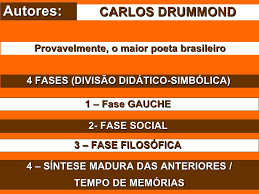 Autores:
CARLOS DRUMMOND
Provavelmente, o maior poeta brasileiro
4 FASES (DIVISÃO DIDÁTICO-SIMBÓLICA)
1 – Fase GAUCHE
2- FASE SOCIAL
3 – FASE FILOSÓFICA
4 – SÍNTESE MADURA DAS ANTERIORES /
TEMPO DE MEMÓRIAS